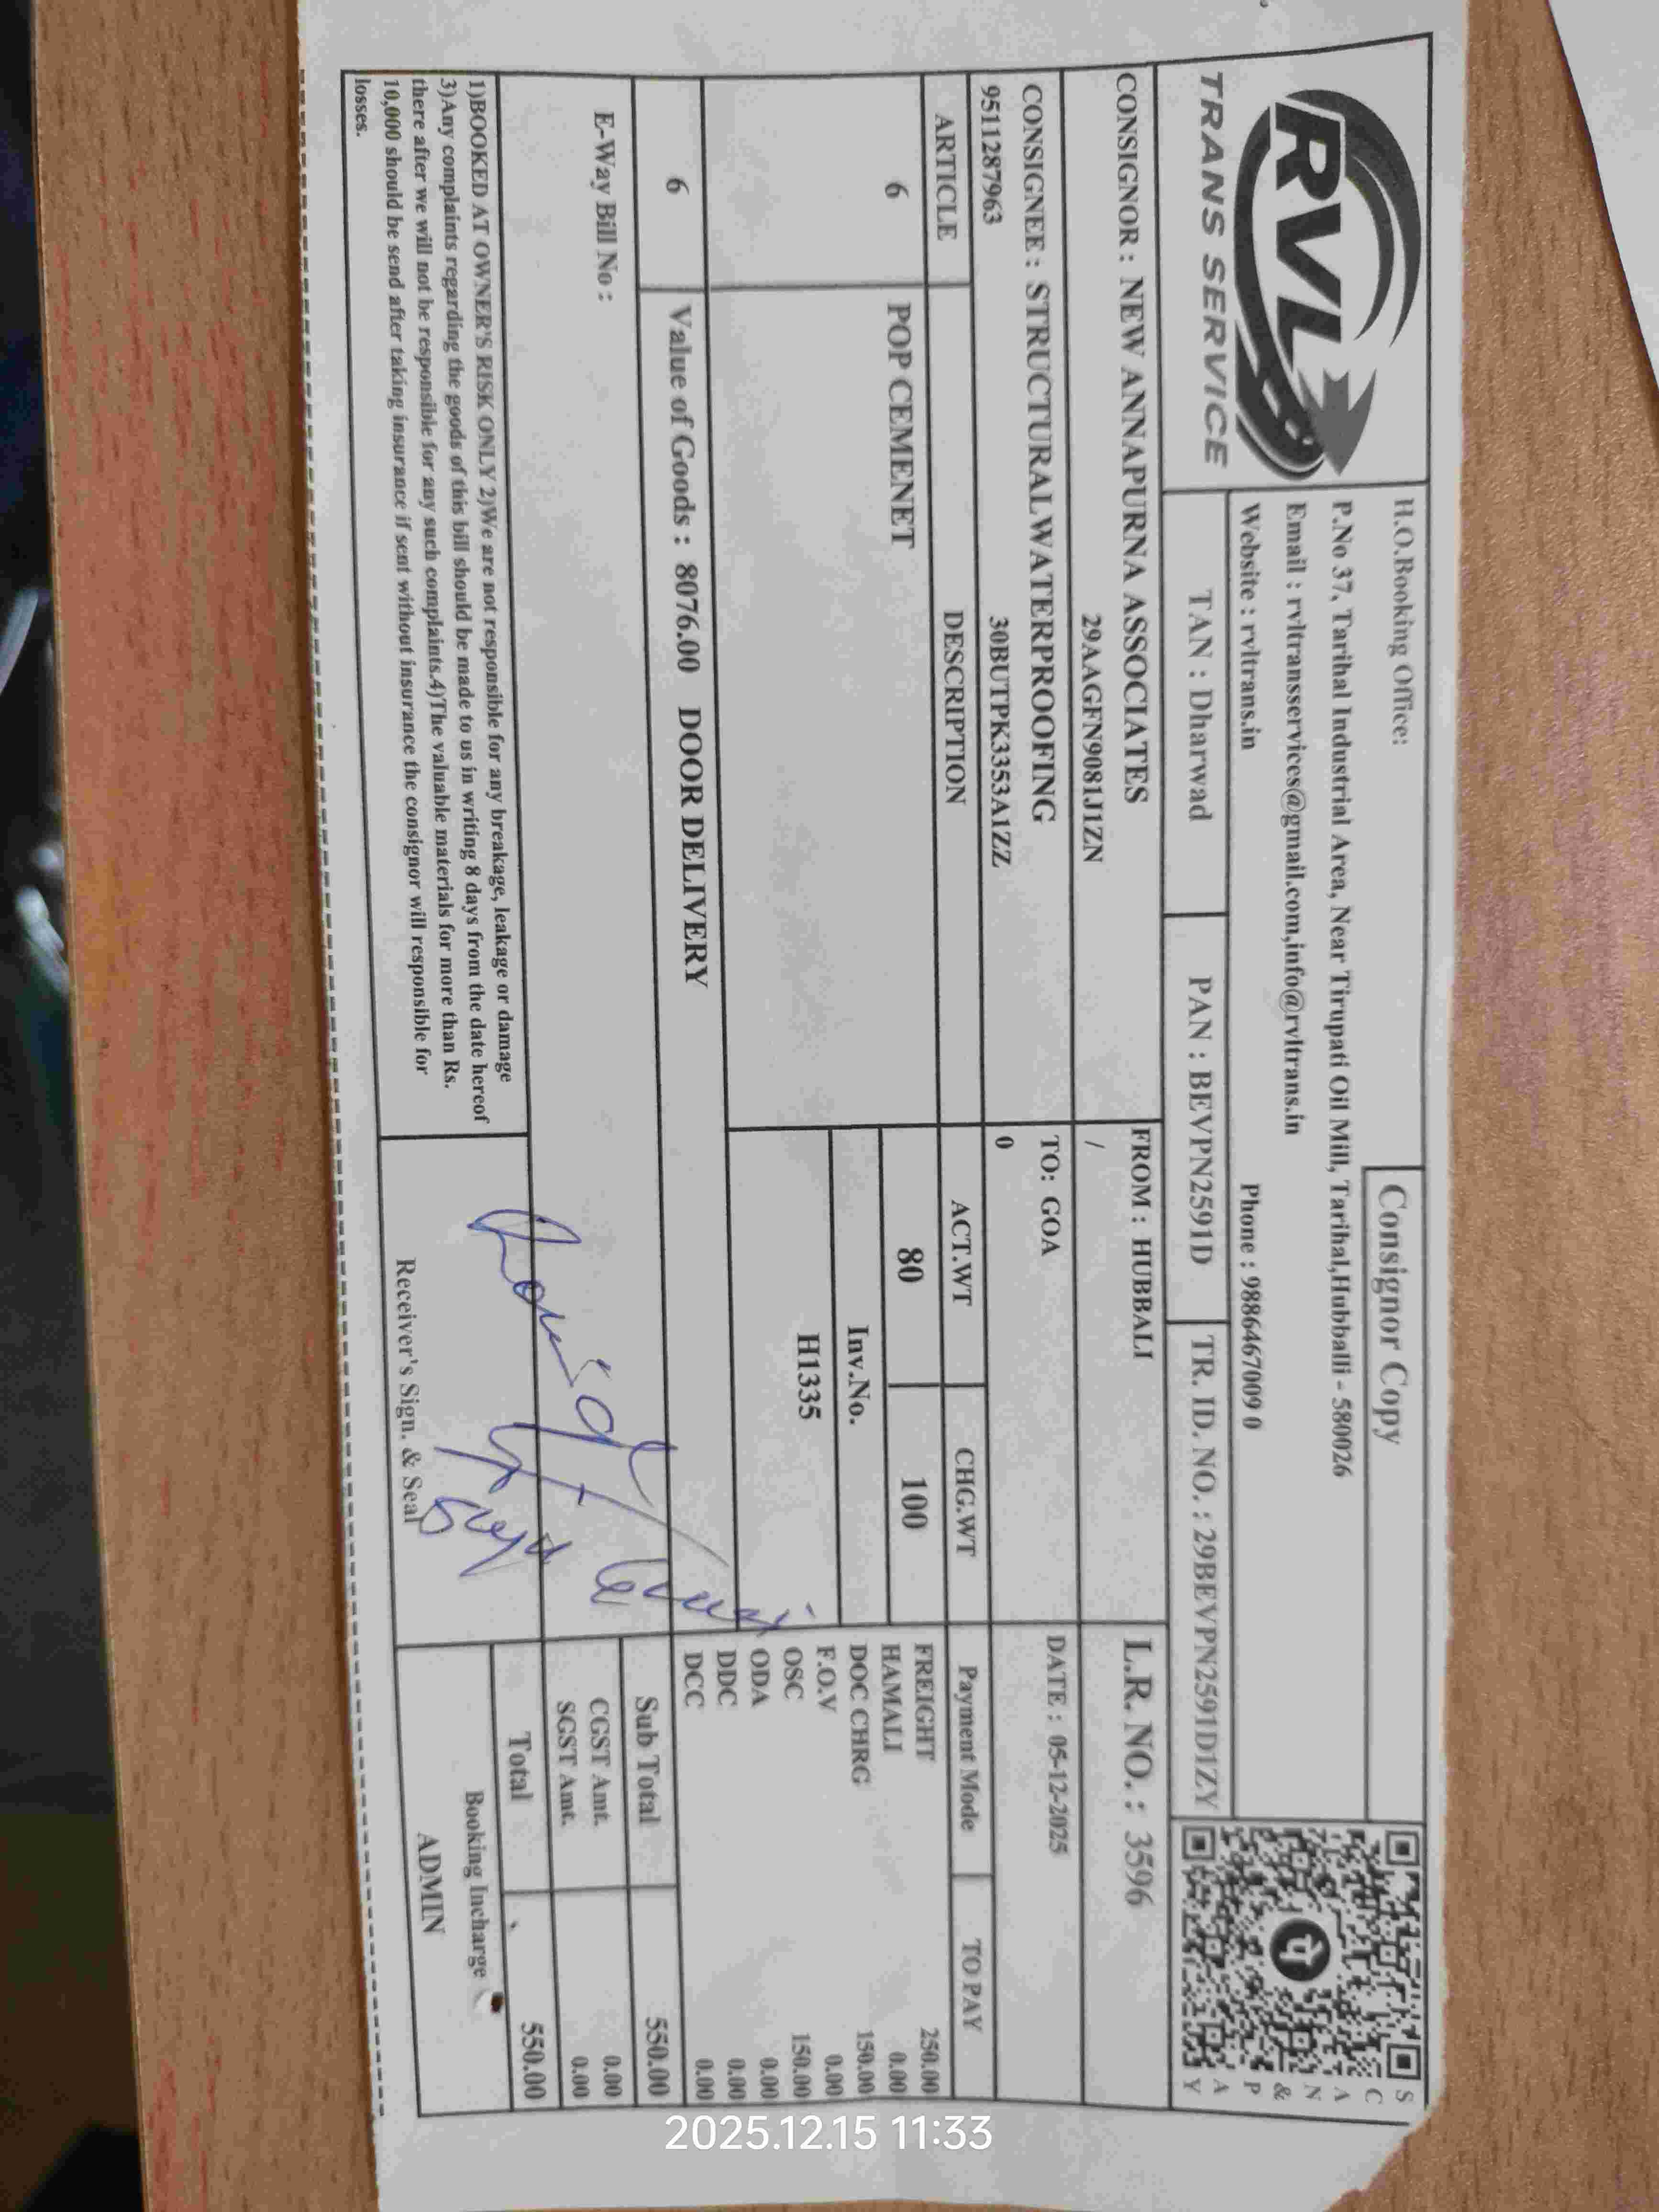 RVL
TRANS SERVICE
H.O.Booking Office:
Consignor Copy
P.No 37, Tarihal Industrial Area, Near Tirupati Oil Mill, Tarihal,Hubballi - 580026
Email : rvltransservices@gmail.com,info@rvltrans.in
Website : rvltrans.in Phone : 9886467009 0
SCAN & PAY
TAN : Dharwad PAN : BEVPN2591D TR. ID. NO. : 29BEVPN2591D1ZY
CONSIGNOR : NEW ANNAPURNA ASSOCIATES FROM : HUBBALI L.R. NO. : 3596
29AAGFN9081J1ZN /
CONSIGNEE : STRUCTURALWATERPROOFING TO: GOA DATE : 05-12-2025
9511287963 30BUTPK3353A1ZZ 0
ARTICLE DESCRIPTION ACT.WT CHG.WT Payment Mode TO PAY
6 POP CEMENET 80 100 FREIGHT 250.00
HAMALI 0.00
Inv.No. DOC CHRG 150.00
F.O.V 0.00
H1335 OSC 150.00
ODA 0.00
DDC 0.00
DCC 0.00
6 Value of Goods : 8076.00 DOOR DELIVERY Sub Total 550.00
E-Way Bill No : CGST Amt. 0.00
SGST Amt. 0.00
Total 550.00
1)BOOKED AT OWNER'S RISK ONLY 2)We are not responsible for any breakage, leakage or damage
3)Any complaints regarding the goods of this bill should be made to us in writing 8 days from the date hereof
there after we will not be responsible for any such complaints.4)The valuable materials for more than Rs.
10,000 should be send after taking insurance if sent without insurance the consignor will responsible for
losses.
Receiver's Sign. & Seal
Booking Incharge
ADMIN
2025.12.15 11:33